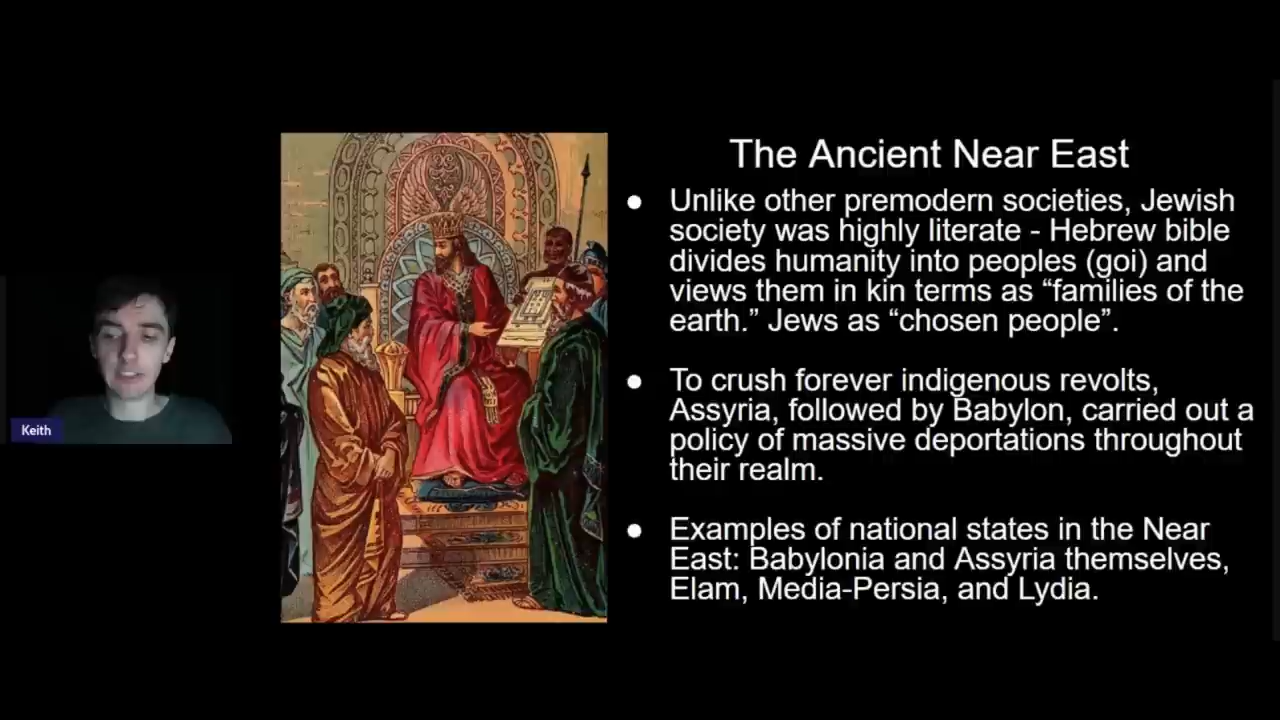 The Ancient Near East
● Unlike other premodern societies, Jewish
society was highly literate - Hebrew bible
divides humanity into peoples (goi) and
views them in kin terms as “families of the
earth.” Jews as “chosen people”.
● To crush forever indigenous revolts,
Assyria, followed by Babylon, carried out a
policy of massive deportations throughout
their realm.
● Examples of national states in the Near
East: Babylonia and Assyria themselves,
Elam, Media-Persia, and Lydia.
Keith